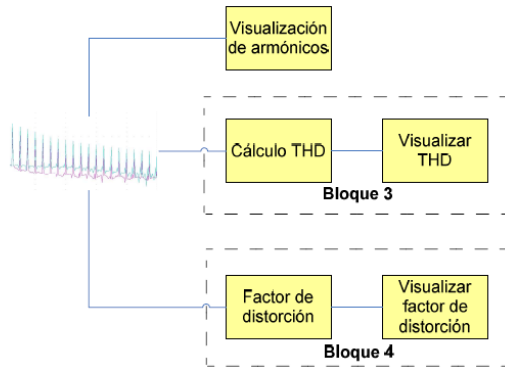 Visualización
de armónicos
Cálculo THD
Visualizar
THD
Bloque 3
Factor de
distorción
Visualizar
factor de
distorción
Bloque 4